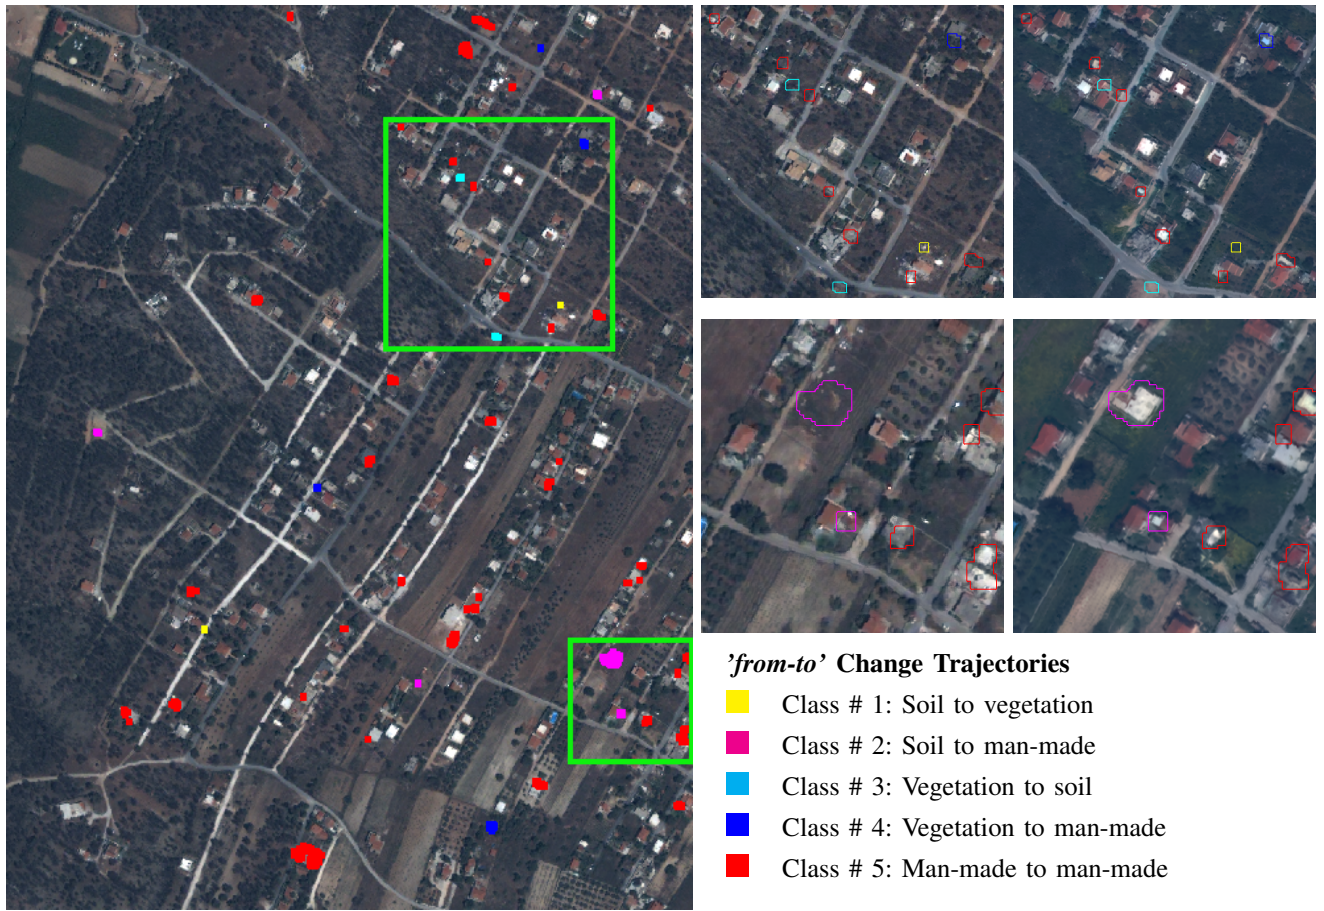 ’from-to’ Change Trajectories
Class # 1: Soil to vegetation
Class # 2: Soil to man-made
Class # 3: Vegetation to soil
Class # 4: Vegetation to man-made
Class # 5: Man-made to man-made